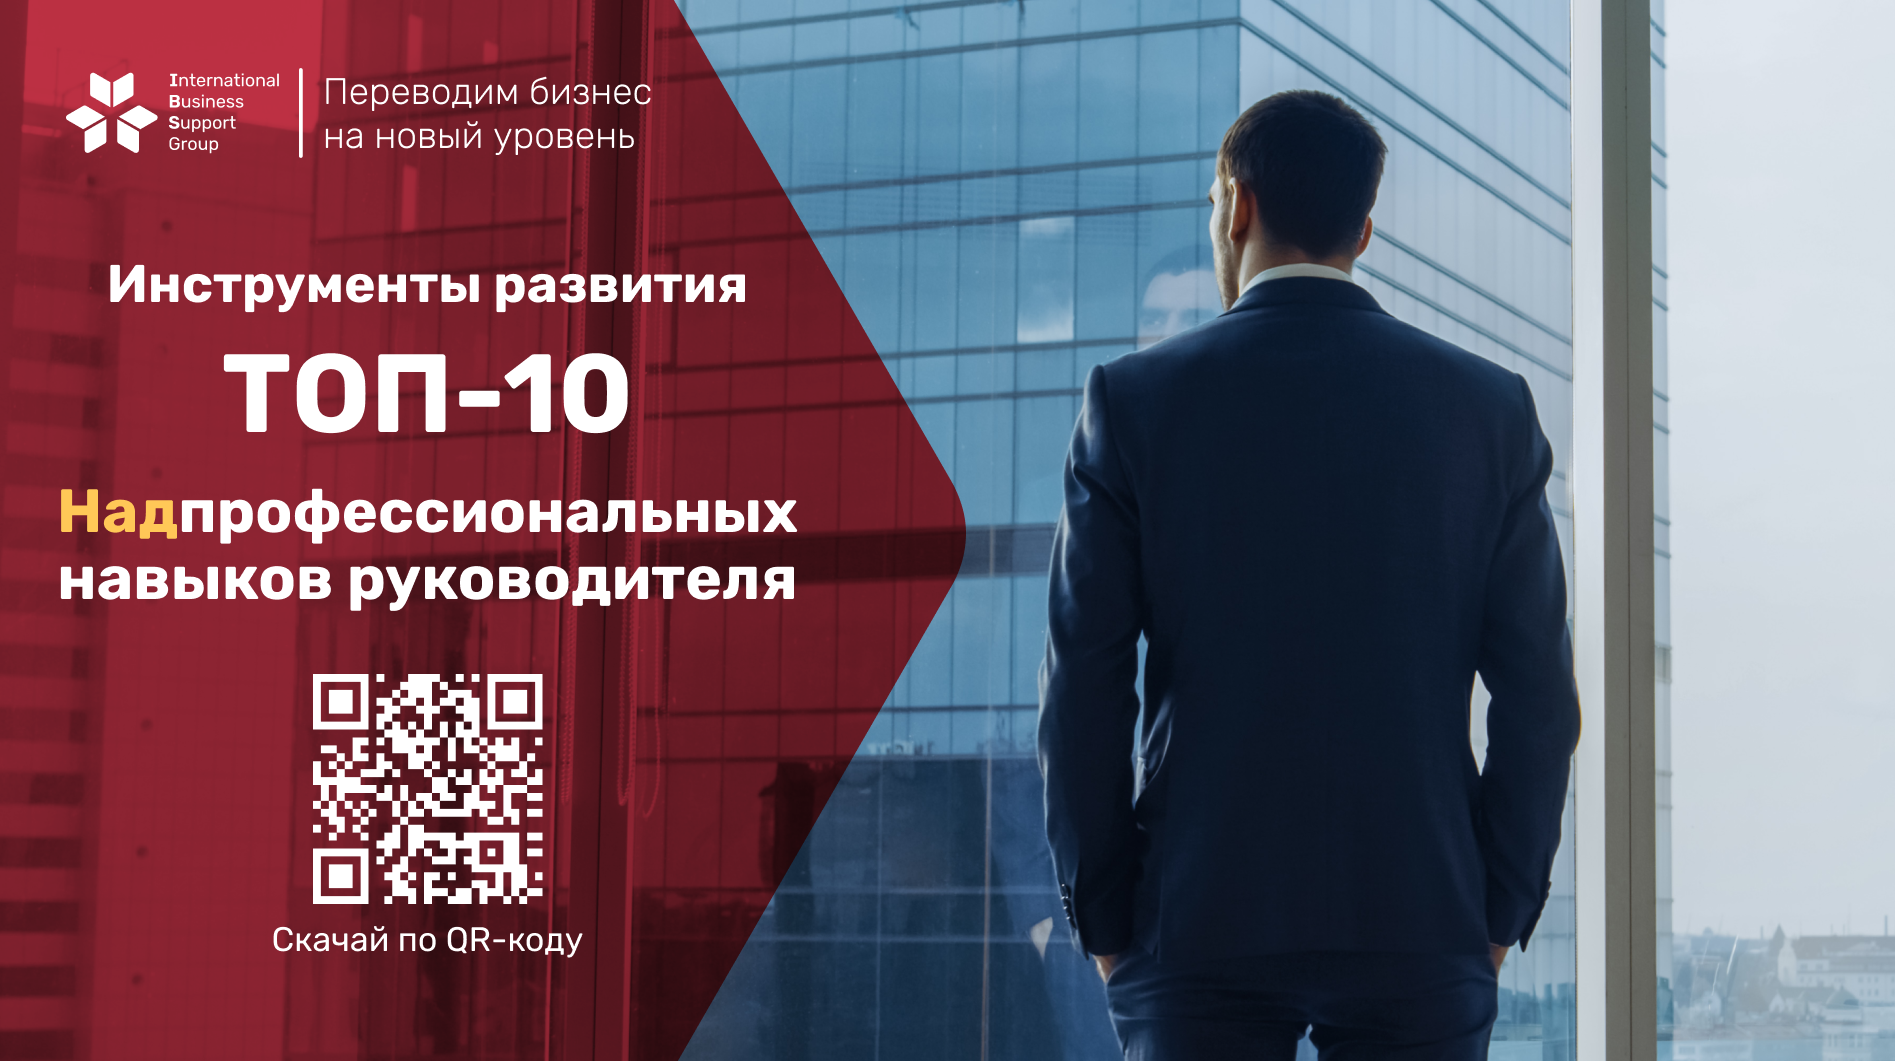 International
Business
Support
Group
Переводим бизнес
на новый уровень
Инструменты развития
ТОП-10
Надпрофессиональных
навыков руководителя
Скачай по QR-коду